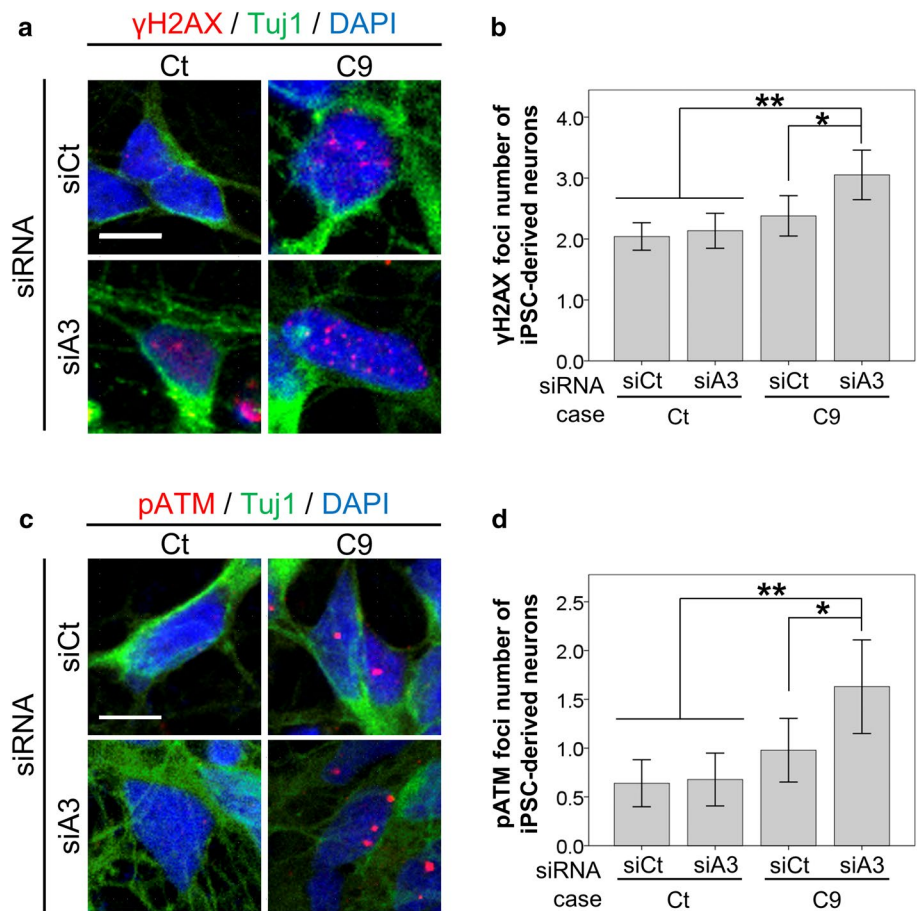 a
γH2AX / Tuj1 / DAPI
Ct C9
siRNA
siCt
siA3
b
γH2AX foci number of
iPSC-derived neurons
4.0
3.0
2.0
1.0
0.0
** 
*
siRNA siCt siA3 siCt siA3
case Ct C9
c
pATM / Tuj1 / DAPI
Ct C9
siRNA
siCt
siA3
d
pATM foci number of
iPSC-derived neurons
2.5
2.0
1.5
1.0
0.5
0.0
**
*
siRNA siCt siA3 siCt siA3
case Ct C9